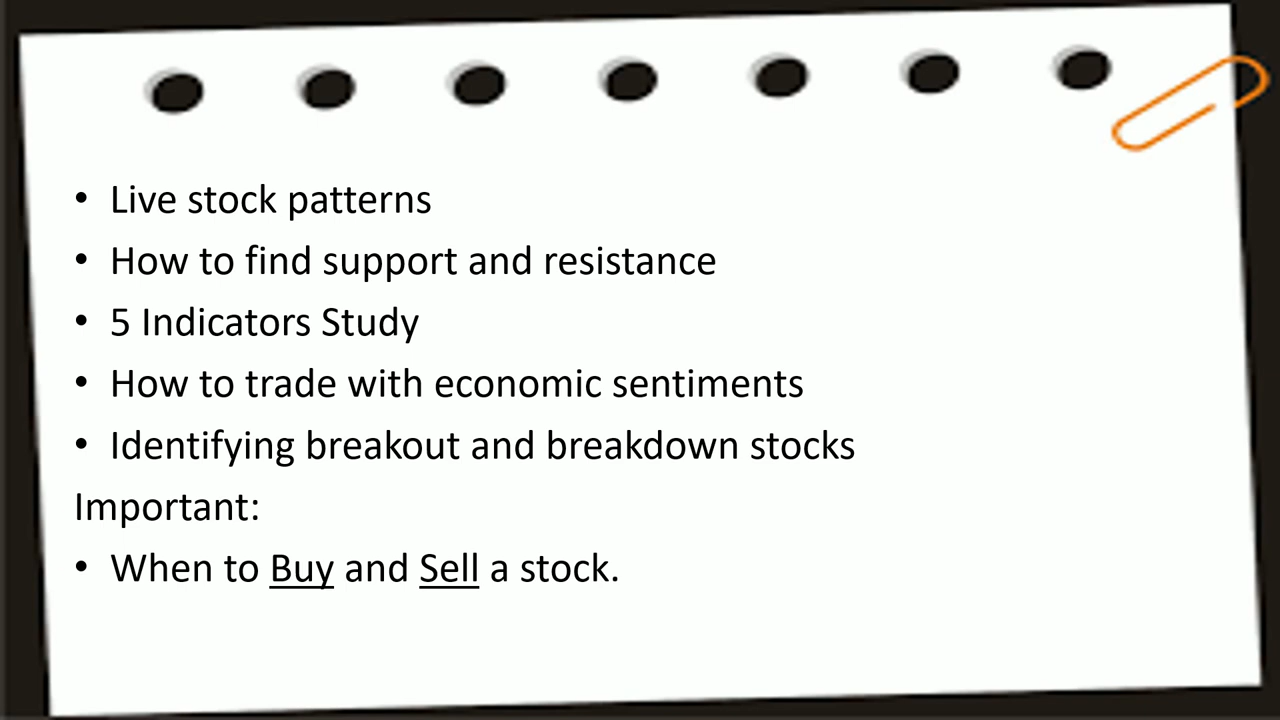 • Live stock patterns
• How to find support and resistance
• 5 Indicators Study
• How to trade with economic sentiments
• Identifying breakout and breakdown stocks
Important:
• When to Buy and Sell a stock.